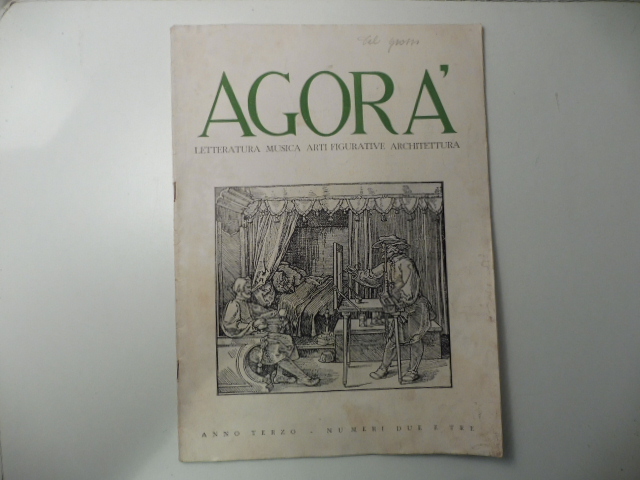 AGORA'
LETTERATURA MUSICA ARTI FIGURATIVE ARCHITETTURA
ANNO TERZO - NUMERI DUE E TRE